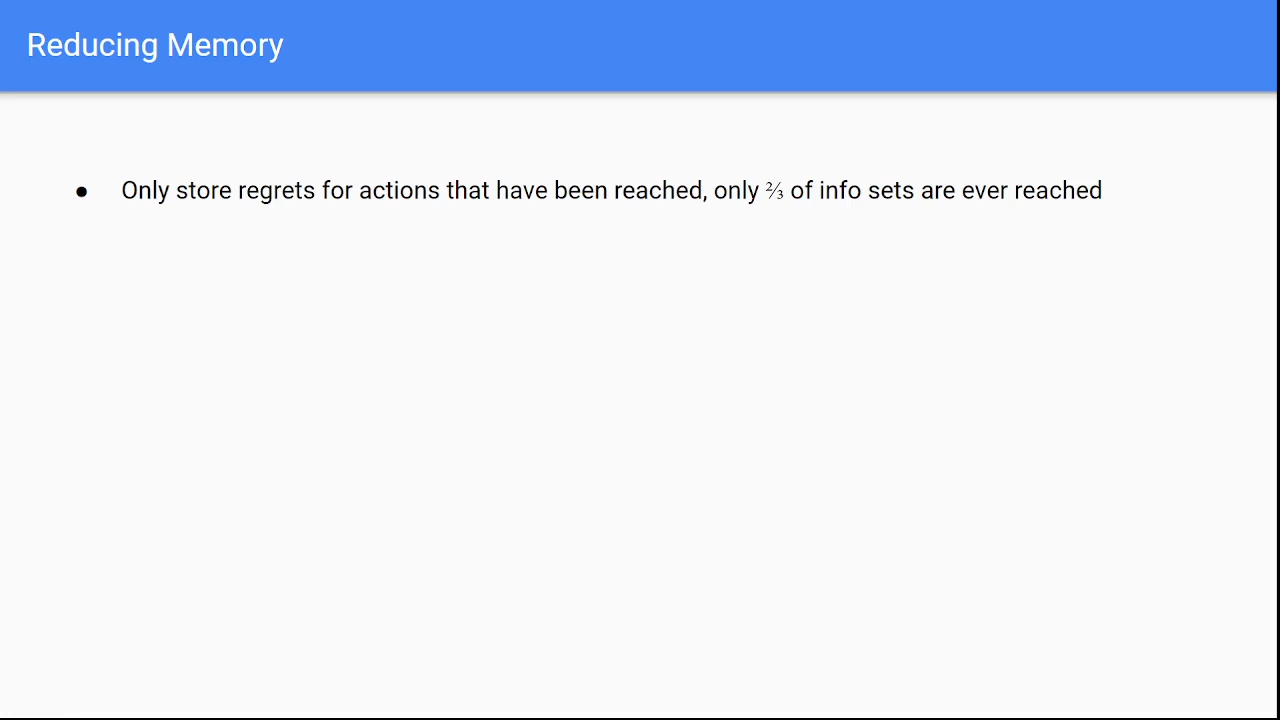 Reducing Memory
● Only store regrets for actions that have been reached, only ⅔ of info sets are ever reached